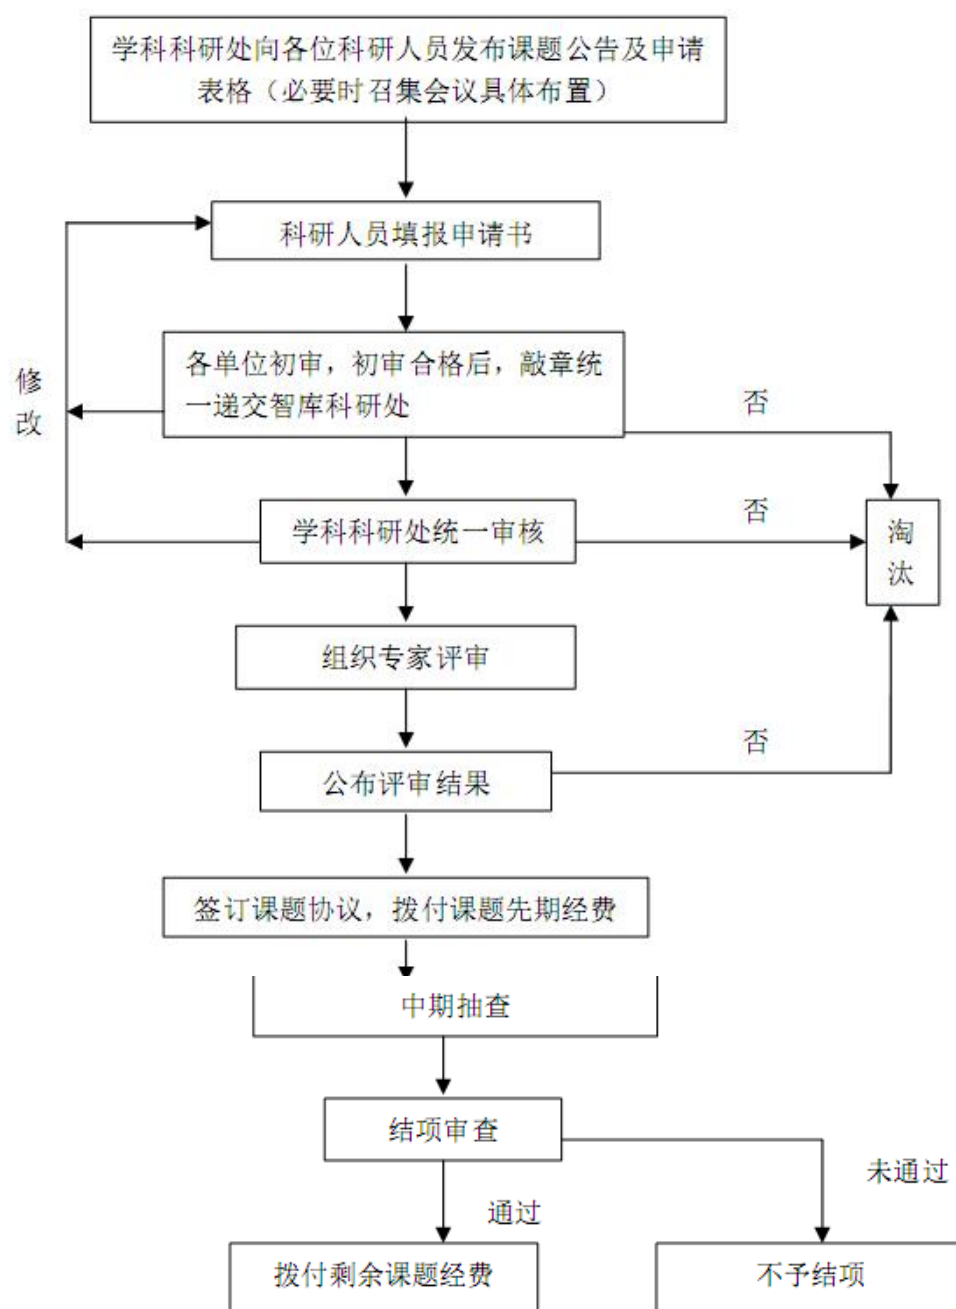 学科科研处向各位科研人员发布课题公告及申请
表格（必要时召集会议具体布置）
科研人员填报申请书
各单位初审，初审合格后，敲章统
一递交智库科研处
修
改
否
学科科研处统一审核
否
淘
汰
组织专家评审
否
公布评审结果
签订课题协议，拨付课题先期经费
中期抽查
结项审查
未通过
通过
拨付剩余课题经费
不予结项